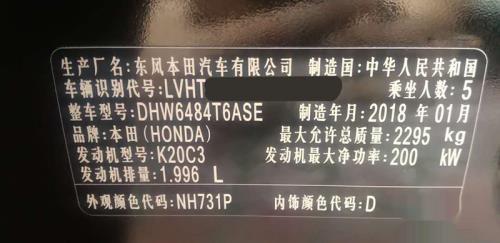 生产厂名:东风本田汽车有限公司 制造国:中华人民共和国
车辆识别代号:LVHT 乘坐人数:5
整车型号:DHW6484T6ASE 制造年月:2018 年 01月
品牌:本田(HONDA) 最大允许总质量:2295 kg
发动机型号:K20C3 发动机最大净功率:200 kW
发动机排量:1.996 L
外观颜色代码:NH731P 内饰颜色代码:D